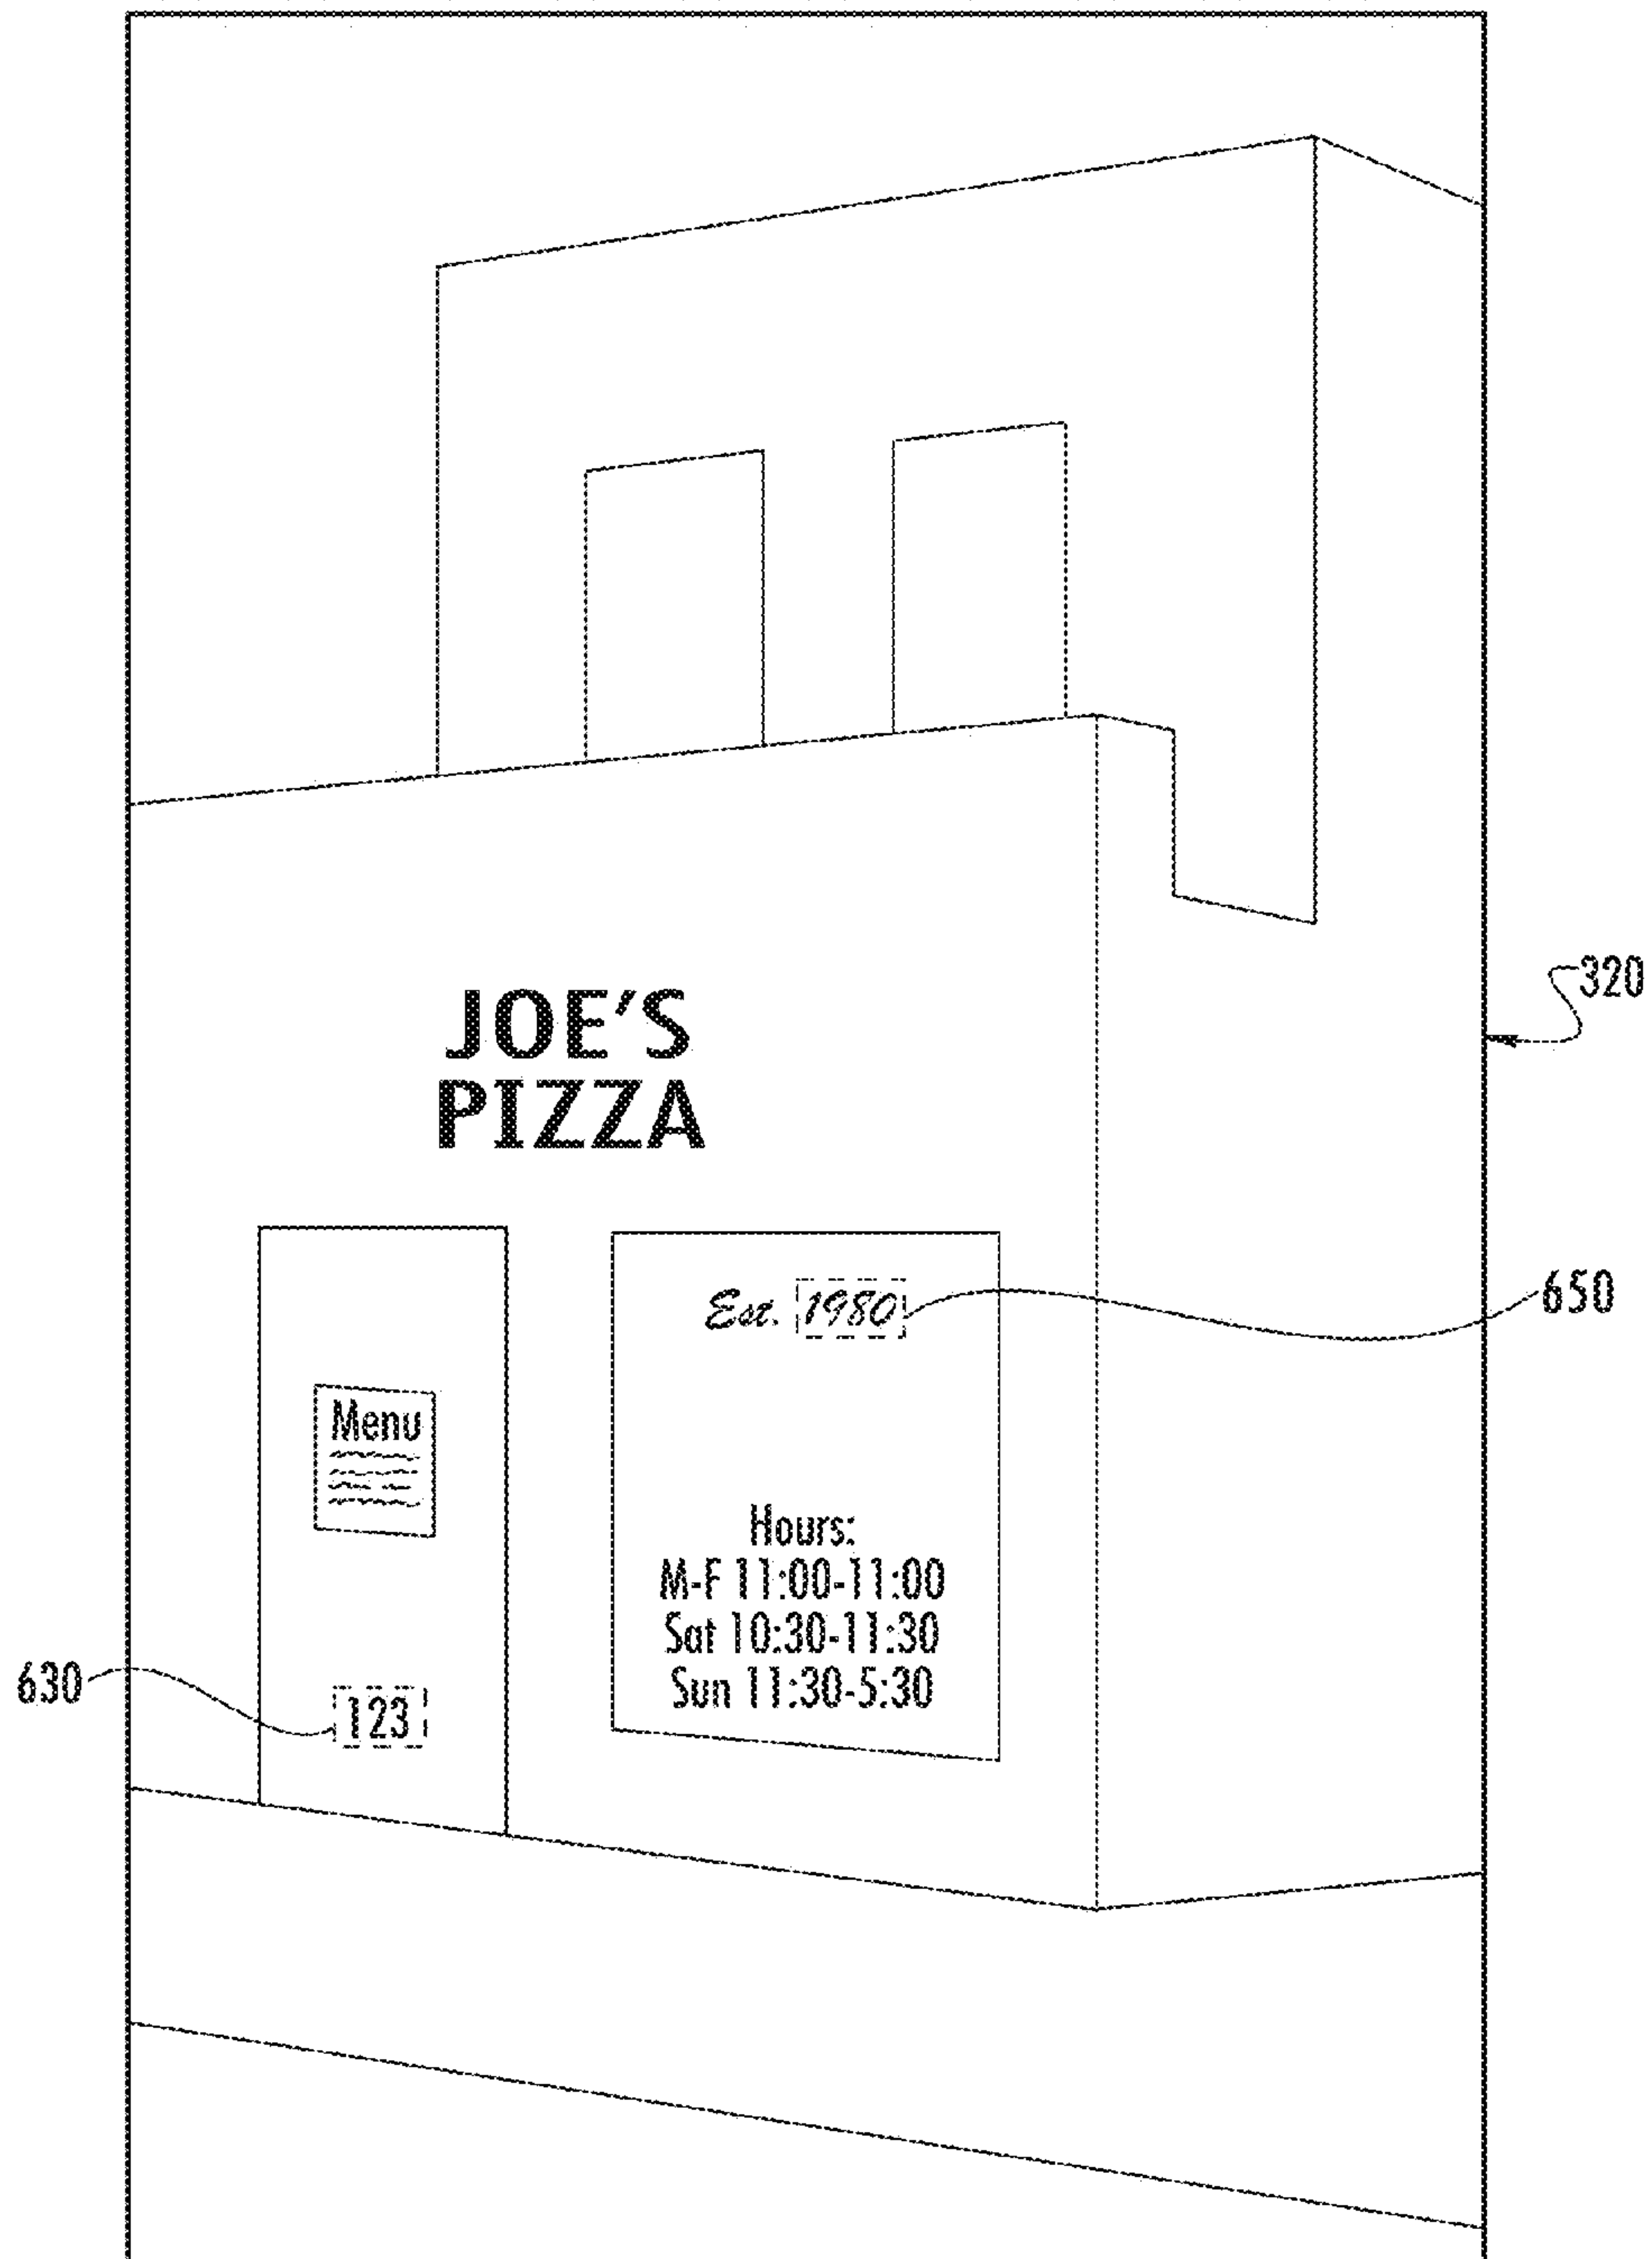 JOE'S
PIZZA
320
Est. 1980
650
Menu
Hours:
M-F 11:00-11:00
Sat 10:30-11:30
Sun 11:30-5:30
630
123